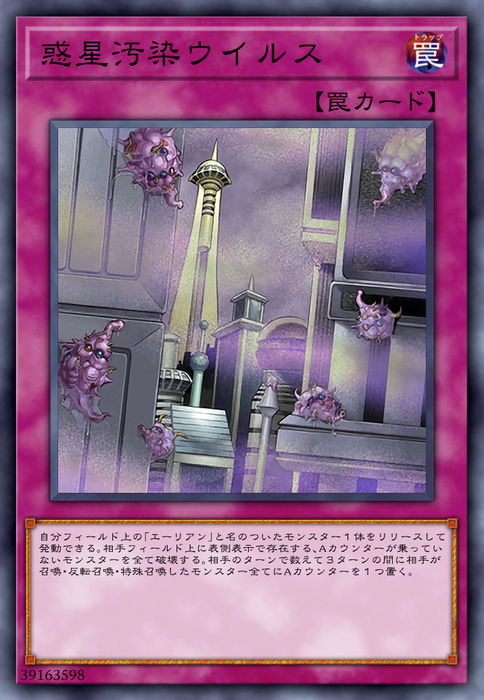 惑星汚染ウイルス
トラップ
罠
【罠カード】
自分フィールド上の「エーリアン」と名のついたモンスター１体をリリースして
発動できる。相手フィールド上に表側表示で存在する、Aカウンターが乗ってい
ないモンスターを全て破壊する。相手のターンで数えて３ターンの間に相手が
召喚・反転召喚・特殊召喚したモンスター全てにAカウンターを１つ置く。
39163598